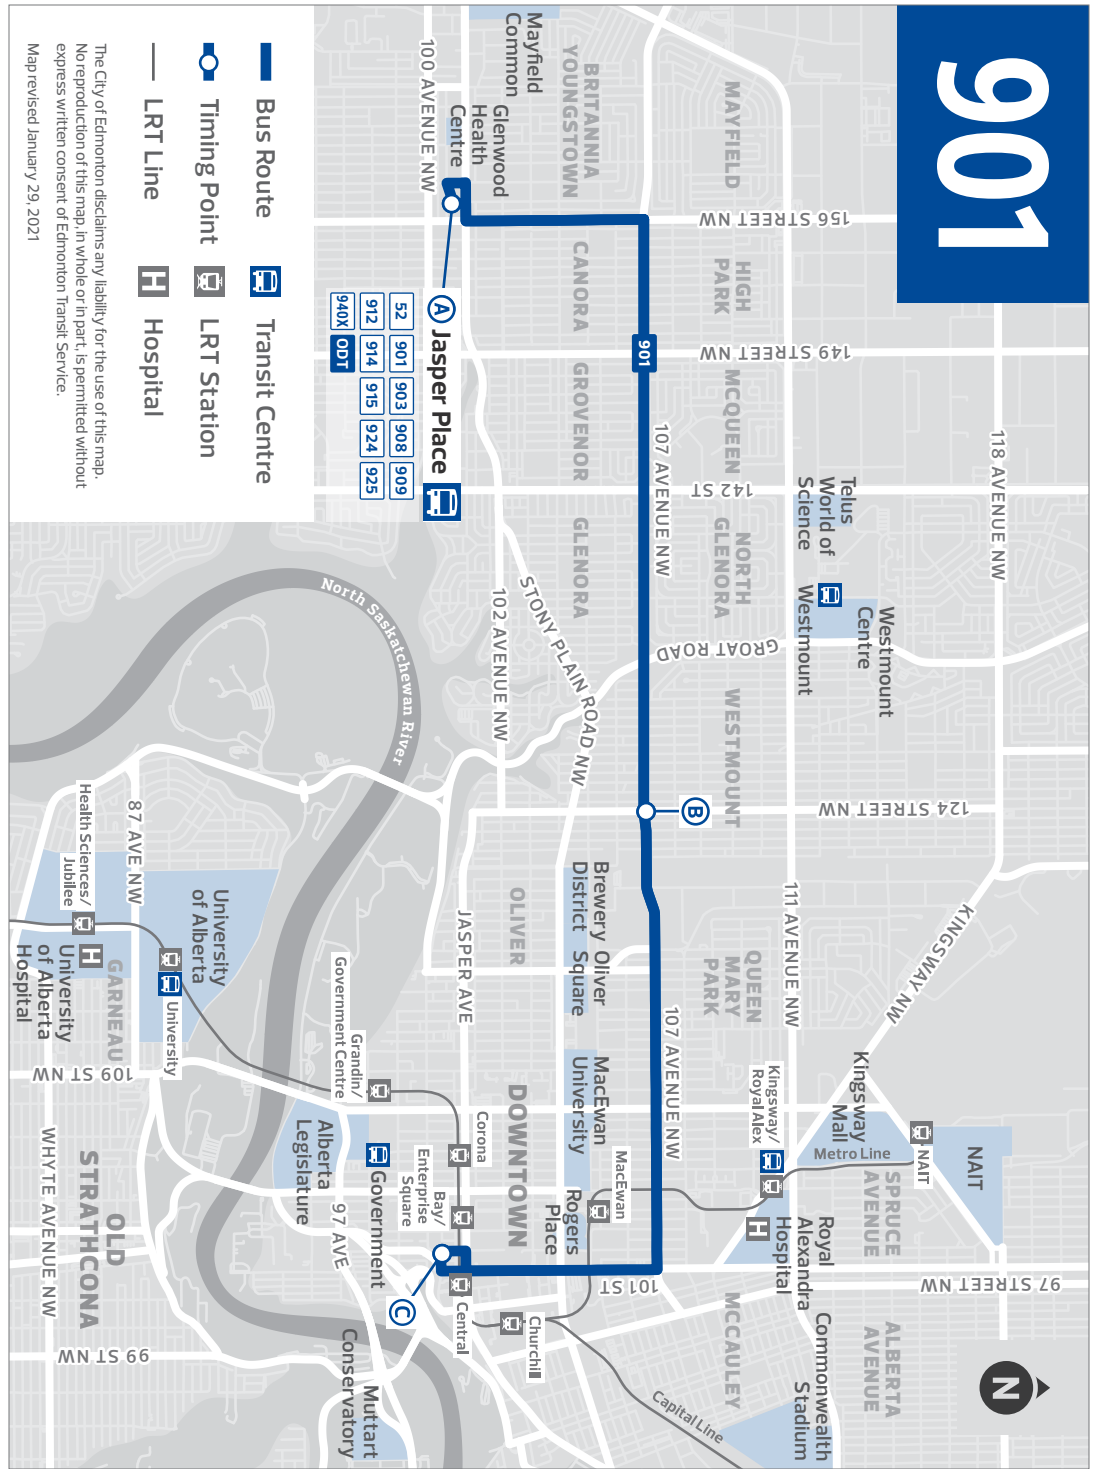 901
Mayfield
Common
BRITANNIA
YOUNGSTOWN
MAYFIELD
100 AVENUE NW
Glenwood
Health
Centre
156 STREET NW
CANORA
HIGH
PARK
149 STREET NW
901
GROVENOR
MCQUEEN
107 AVENUE NW
142 ST
118 AVENUE NW
Telus
World of
Science
Westmount
Westmount
Centre
GLENORA
NORTH
GLENORA
GROAT ROAD
STONY PLAIN ROAD NW
102 AVENUE NW
WESTMOUNT
124 STREET NW
B
A Jasper Place
52 901 903 908 909
912 914 915 924 925
940X ODT
North Saskatchewan River
111 AVENUE NW
KINGSWAY NW
Brewery
District
Oliver
Square
OLIVER
JASPER AVE
QUEEN
MARY
PARK
107 AVENUE NW
MacEwan
University
DOWNTOWN
MacEwan
Rogers
Place
Kingsway/
Royal Alex
Kingsway
Mall
Metro Line
NAIT
NAIT
SPRUCE
AVENUE
Royal
Alexandra
Hospital
H
97 STREET NW
101 ST
MCCAULEY
ALBERTA
AVENUE
Commonwealth
Stadium
Capital Line
Churchill
Central
C
Corona
Bay/
Enterprise
Square
Grandin/
Government Centre
Government
Alberta
Legislature
97 AVE
Muttart
Conservatory
87 AVE NW
Health Sciences/
Jubilee
University
of Alberta
University
H
University
of Alberta
Hospital
GARNEAU
109 ST NW
WHYTE AVENUE NW
OLD
STRATHCONA
99 ST NW
N
Bus Route
Timing Point
LRT Line
Transit Centre
LRT Station
H Hospital
The City of Edmonton disclaims any liability for the use of this map.
No reproduction of this map, in whole or in part, is permitted without
express written consent of Edmonton Transit Service.
Map revised January 29, 2021